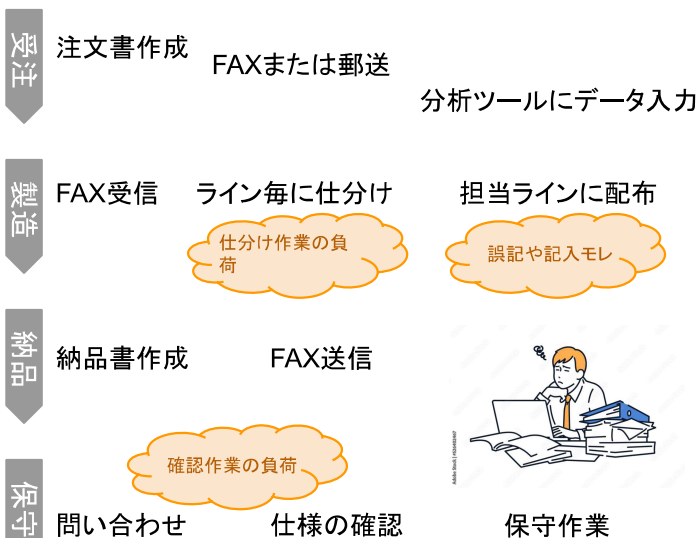 受注
注文書作成
FAXまたは郵送
分析ツールにデータ入力
製造
FAX受信
ライン毎に仕分け
担当ラインに配布
仕分け作業の負
荷
誤記や記入モレ
納品
納品書作成
FAX送信
確認作業の負荷
保守
問い合わせ
仕様の確認
保守作業